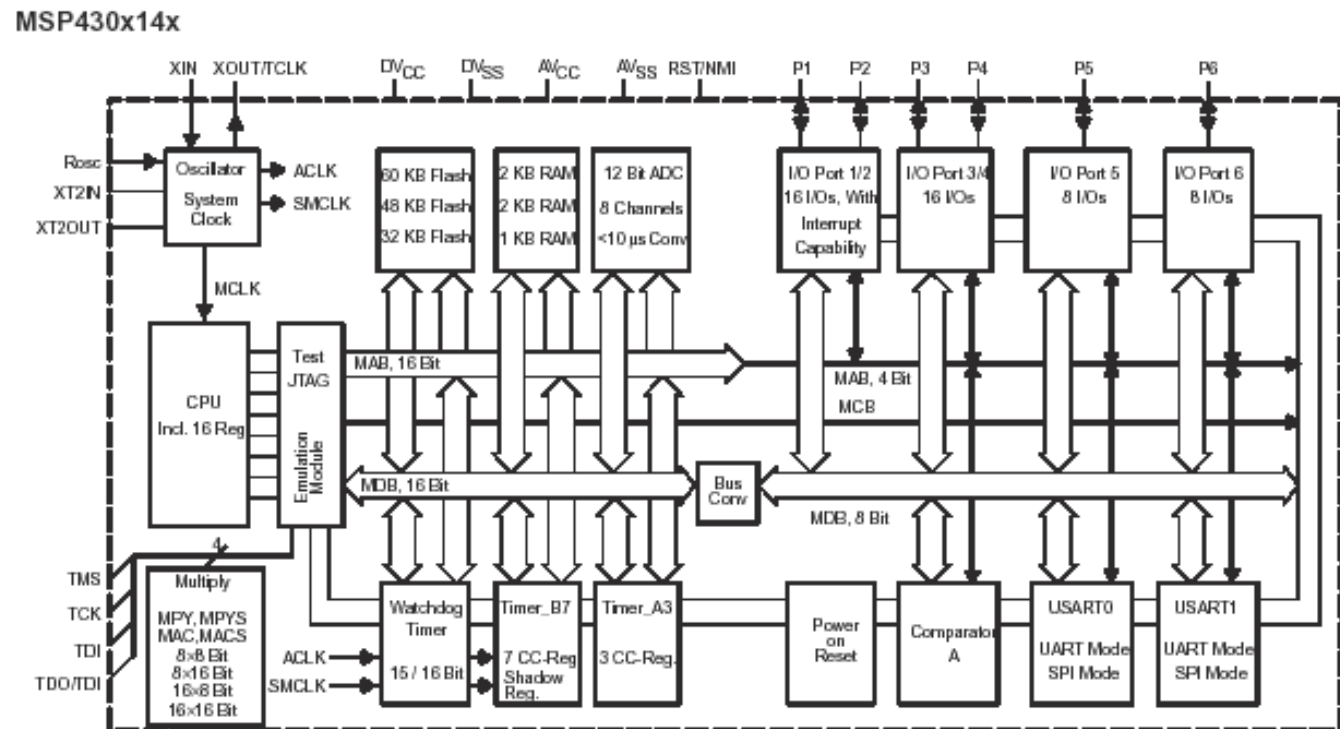 MSP430x14x
XIN XOUT/TCLK DVCC DVSS AVCC AVSS RST/NMI P1 P2 P3 P4 P5 P6
Rosc
XT2IN
XT2OUT
Oscillator
System
Clock
ACLK
SMCLK
MCLK
60 KB Flash
48 KB Flash
32 KB Flash
2 KB RAM
2 KB RAM
1 KB RAM
12 Bit ADC
8 Channels
<10 µs Conv
I/O Port 1/2
16 I/Os, With
Interrupt
Capability
I/O Port 3/4
16 I/Os
I/O Port 5
8 I/Os
I/O Port 6
8 I/Os
CPU
Incl. 16 Reg
Test
JTAG
Emulation
Module
MAB, 16 Bit
MAB, 4 Bit
MCB
MDB, 16 Bit
Bus
Conv
MDB, 8 Bit
TMS
TCK
TDI
TDO/TDI
4
Multiply
MPY, MPYS
MAC, MACS
8×8 Bit
8×16 Bit
16×8 Bit
16×16 Bit
ACLK
SMCLK
Watchdog
Timer
15 / 16 Bit
Timer_B7
7 CC-Reg
Shadow
Reg.
Timer_A3
3 CC-Reg.
Power
on
Reset
Comparator
A
USART0
UART Mode
SPI Mode
USART1
UART Mode
SPI Mode